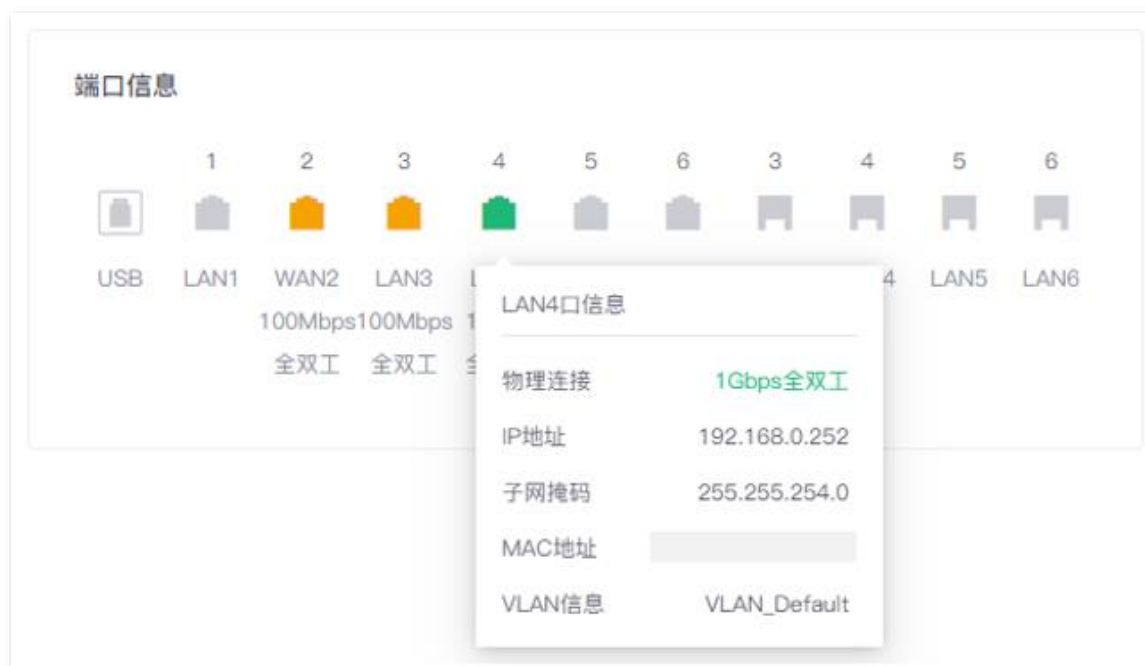 端口信息
1 2 3 4 5 6 3 4 5 6
USB LAN1 WAN2 LAN3 LAN5 LAN6
100Mbps 100Mbps
全双工 全双工
LAN4口信息
物理连接 1Gbps全双工
IP地址 192.168.0.252
子网掩码 255.255.254.0
MAC地址
VLAN信息 VLAN_Default